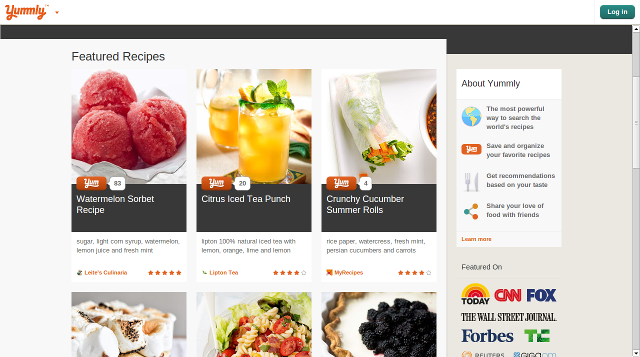 Yummly
Log in
Featured Recipes
Yum 83
Watermelon Sorbet
Recipe
sugar, light corn syrup, watermelon,
lemon juice and fresh mint
Leite's Culinaria
Yum 20
Citrus Iced Tea Punch
lipton 100% natural iced tea with
lemon, orange, lime and lemon
Lipton Tea
Yum 4
Crunchy Cucumber
Summer Rolls
rice paper, watercress, fresh mint,
persian cucumbers and carrots
MyRecipes
About Yummly
The most powerful
way to search the
world's recipes
Yum
Save and organize
your favorite recipes
Get recommendations
based on your taste
Share your love of
food with friends
Learn more
Featured On
TODAY CNN FOX
THE WALL STREET JOURNAL.
Forbes TC
REUTERS GIGAOM